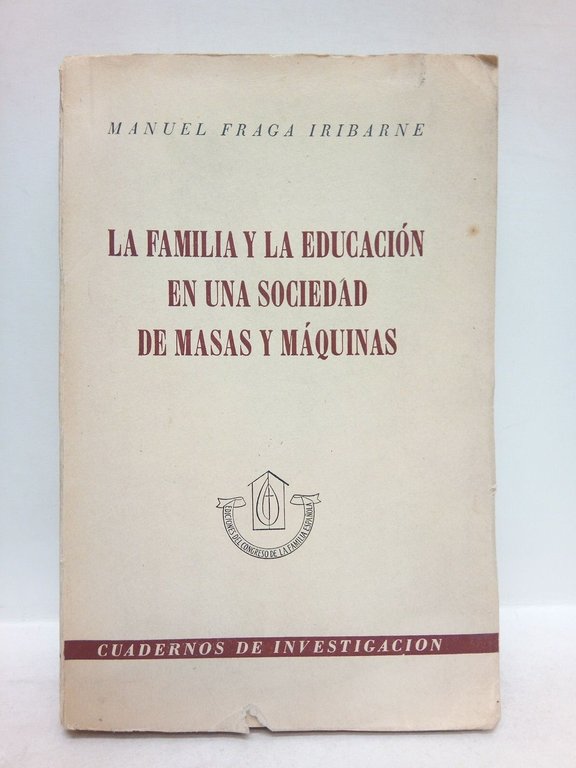 MANUEL FRAGA IRIBARNE
LA FAMILIA Y LA EDUCACIÓN
EN UNA SOCIEDAD
DE MASAS Y MÁQUINAS
EDICIONES DEL CONGRESO DE LA FAMILIA ESPAÑOLA
CUADERNOS DE INVESTIGACION